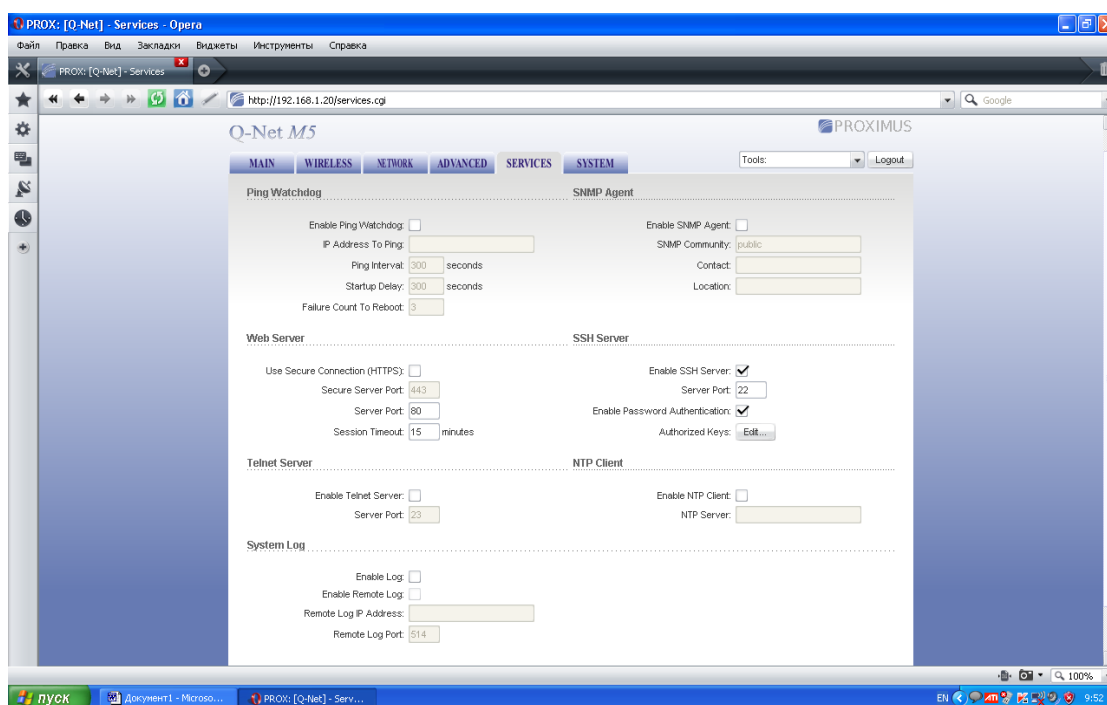 PROX: [Q-Net] - Services - Opera
Файл Правка Вид Закладки Виджеты Инструменты Справка
PROX: [Q-Net] - Services
http://192.168.1.20/services.cgi
Google
Q-Net M5
PROXIMUS
MAIN WIRELESS NETWORK ADVANCED SERVICES SYSTEM
Tools:
Logout
Ping Watchdog
Enable Ping Watchdog:
IP Address To Ping:
Ping Interval: 300 seconds
Startup Delay: 300 seconds
Failure Count To Reboot: 3
SNMP Agent
Enable SNMP Agent:
SNMP Community: public
Contact:
Location:
Web Server
Use Secure Connection (HTTPS):
Secure Server Port: 443
Server Port: 80
Session Timeout: 15 minutes
SSH Server
Enable SSH Server:
Server Port: 22
Enable Password Authentication:
Authorized Keys: Edit...
Telnet Server
Enable Telnet Server:
Server Port: 23
NTP Client
Enable NTP Client:
NTP Server:
System Log
Enable Log:
Enable Remote Log:
Remote Log IP Address:
Remote Log Port: 514
100%
пуск
Документ1 - Microso...
PROX: [Q-Net] - Serv...
EN
9:52